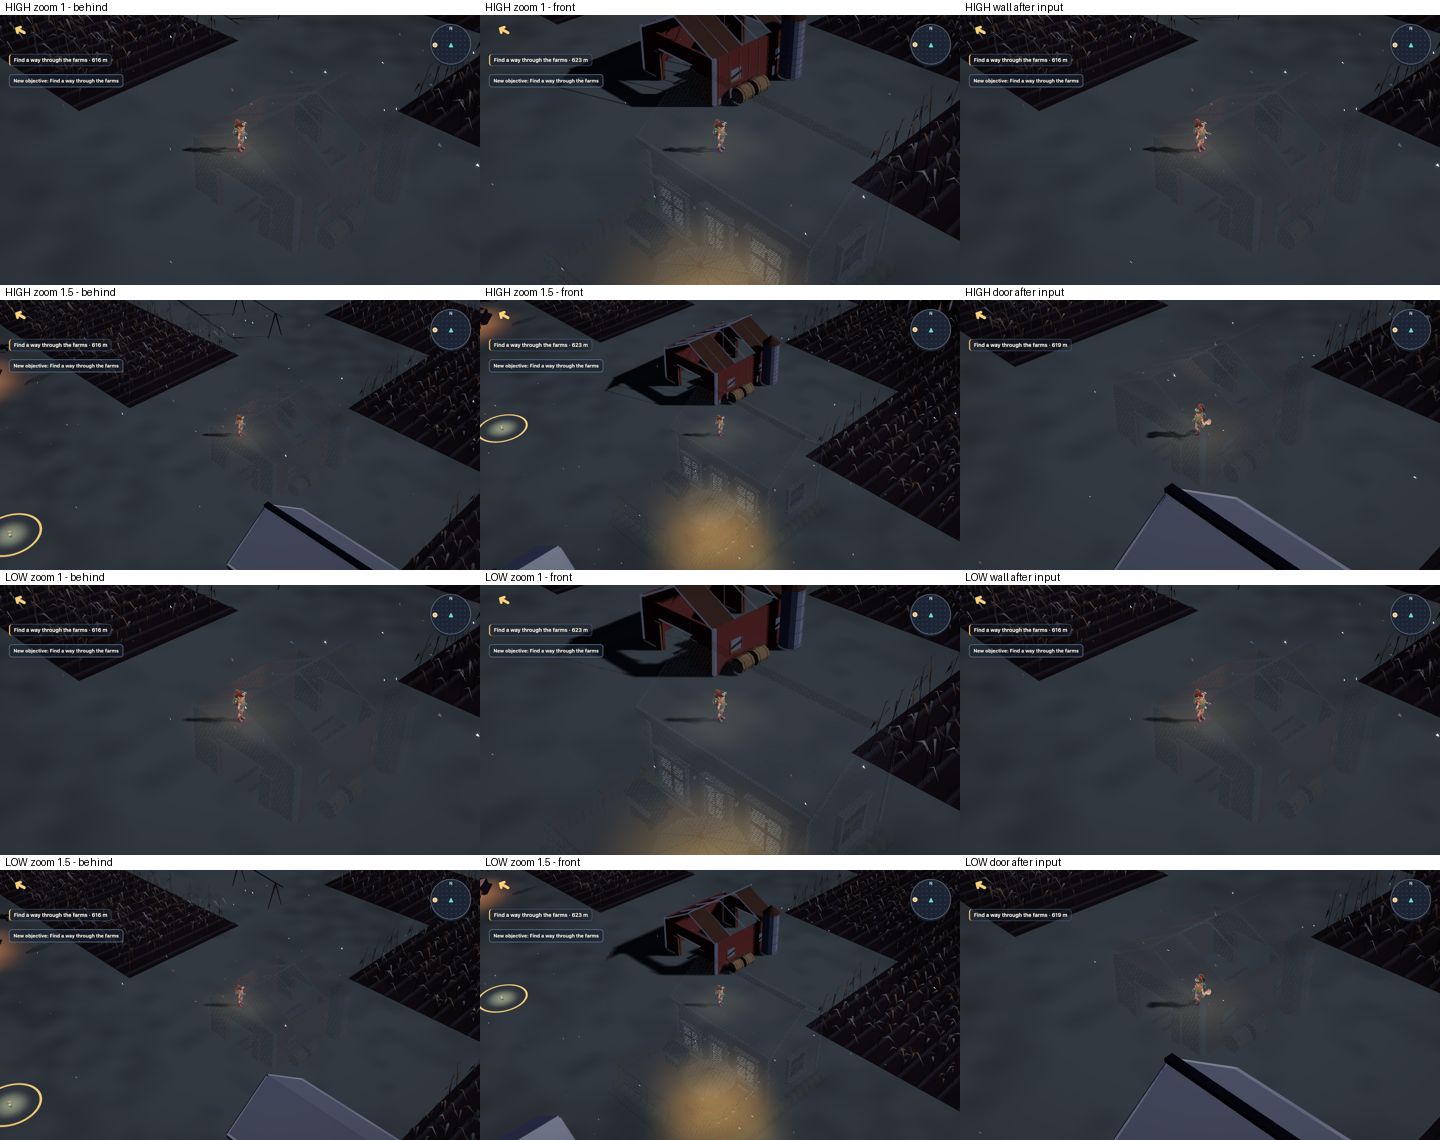 HIGH zoom 1 - behind
HIGH zoom 1 - front
HIGH wall after input
N
Find a way through the farms · 616 m
New objective: Find a way through the farms
N
Find a way through the farms · 623 m
New objective: Find a way through the farms
N
Find a way through the farms · 616 m
New objective: Find a way through the farms
HIGH zoom 1.5 - behind
HIGH zoom 1.5 - front
HIGH door after input
N
Find a way through the farms · 616 m
New objective: Find a way through the farms
N
Find a way through the farms · 623 m
New objective: Find a way through the farms
N
Find a way through the farms · 619 m
LOW zoom 1 - behind
LOW zoom 1 - front
LOW wall after input
N
Find a way through the farms · 616 m
New objective: Find a way through the farms
N
Find a way through the farms · 623 m
New objective: Find a way through the farms
N
Find a way through the farms · 616 m
New objective: Find a way through the farms
LOW zoom 1.5 - behind
LOW zoom 1.5 - front
LOW door after input
N
Find a way through the farms · 616 m
New objective: Find a way through the farms
N
Find a way through the farms · 623 m
New objective: Find a way through the farms
N
Find a way through the farms · 619 m